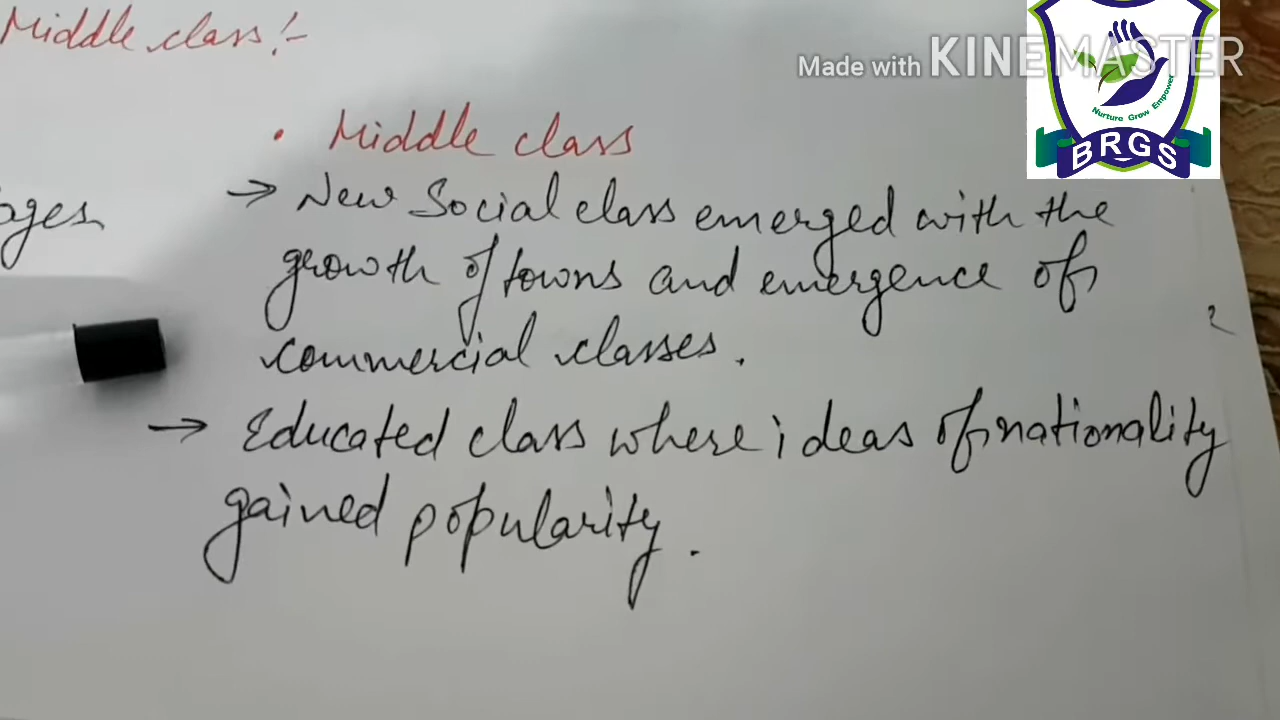 Middle class :-
Made with KINEMASTER
Nurture Grow Empower
BRGS
• Middle class
→ New Social class emerged with the
growth of towns and emergence of
commercial classes.
→ Educated class where ideas of nationality
gained popularity.